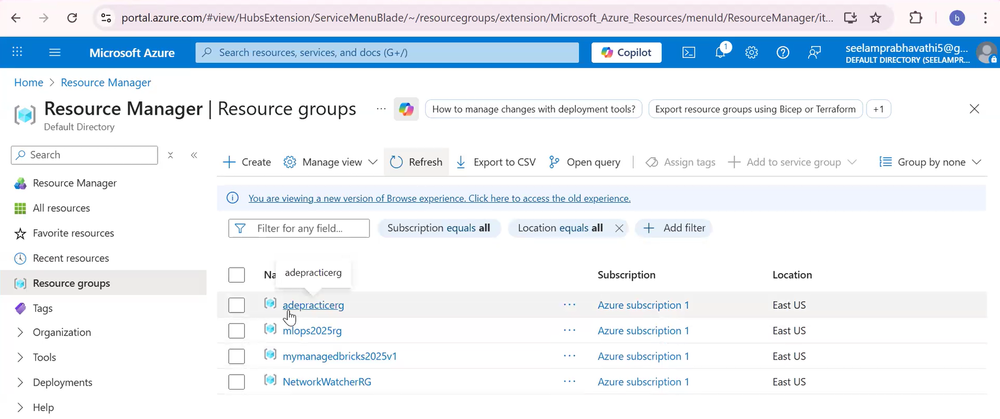 portal.azure.com/#view/HubsExtension/ServiceMenuBlade/~/resourcegroups/extension/Microsoft_Azure_Resources/menuId/ResourceManager/it...
b
Microsoft Azure
Search resources, services, and docs (G+/)
Copilot
1
seelamprabhavathi5@g...
DEFAULT DIRECTORY (SEELAMPR...
Home > Resource Manager
Resource Manager | Resource groups
...
How to manage changes with deployment tools?
Export resource groups using Bicep or Terraform
+1
Default Directory
Search
Create
Manage view
Refresh
Export to CSV
Open query
Assign tags
Add to service group
Group by none
Resource Manager
All resources
Favorite resources
Recent resources
Resource groups
Tags
Organization
Tools
Deployments
Help
You are viewing a new version of Browse experience. Click here to access the old experience.
Filter for any field...
Subscription equals all
Location equals all
Add filter
adepracticerg
Na
Subscription
Location
adepracticerg ... Azure subscription 1 East US
mlops2025rg ... Azure subscription 1 East US
mymanagedbricks2025v1 ... Azure subscription 1 East US
NetworkWatcherRG ... Azure subscription 1 East US